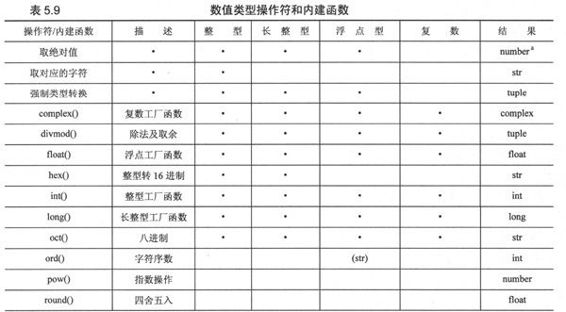 表 5.9 数值类型操作符和内建函数
操作符/内建函数 描 述 整 型 长 整 型 浮 点 型 复 数 结 果
取绝对值 • • • • numberª
取对应的字符 • • str
强制类型转换 • • • • tuple
complex() 复数工厂函数 • • • • complex
divmod() 除法及取余 • • • • tuple
float() 浮点工厂函数 • • • • float
hex() 整型转 16 进制 • • str
int() 整型工厂函数 • • • • int
long() 长整型工厂函数 • • • • long
oct() 八进制 • • • • str
ord() 字符序数 (str) int
pow() 指数操作 number
round() 四舍五入 float